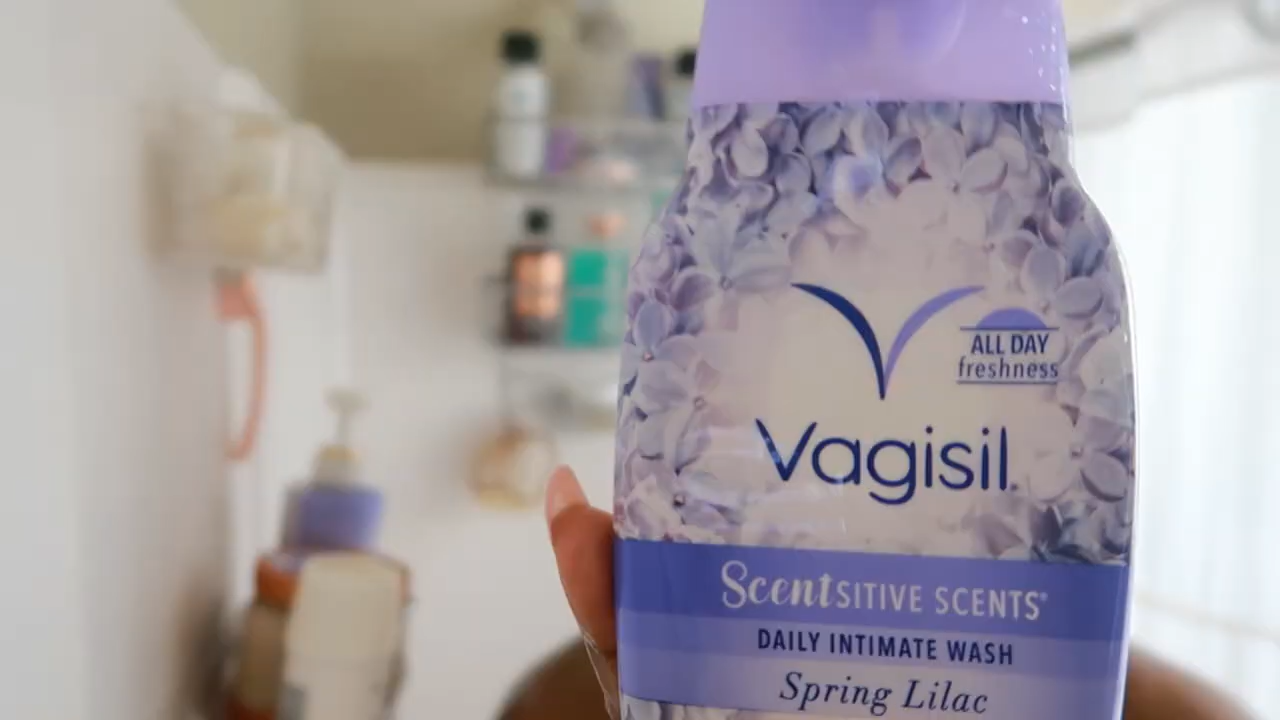 ALL DAY
freshness
Vagisil.
ScentSITIVE SCENTS®
DAILY INTIMATE WASH
Spring Lilac